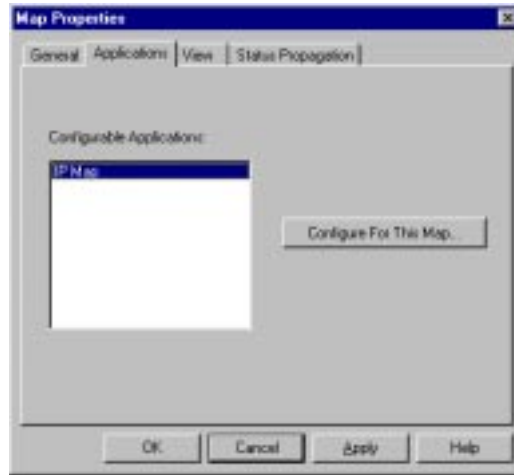 Map Properties
General Applications View Status Propagation
Configurable Applications:
IP Map
Configure For This Map...
OK Cancel Apply Help